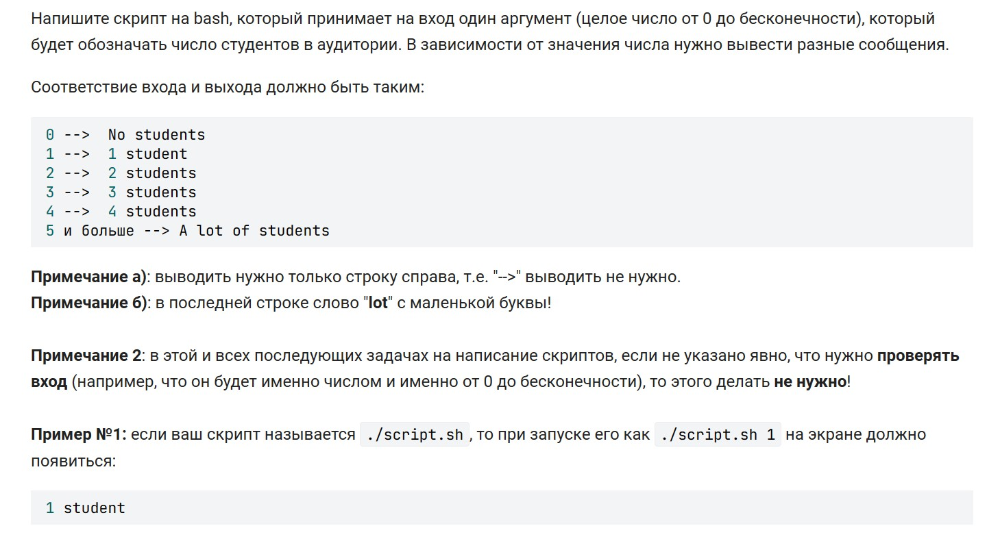 Напишите скрипт на bash, который принимает на вход один аргумент (целое число от 0 до бесконечности), который
будет обозначать число студентов в аудитории. В зависимости от значения числа нужно вывести разные сообщения.
Соответствие входа и выхода должно быть таким:
0 -->  No students
1 -->  1 student
2 -->  2 students
3 -->  3 students
4 -->  4 students
5 и больше --> A lot of students
Примечание а): выводить нужно только строку справа, т.е. "-->" выводить не нужно.
Примечание б): в последней строке слово "lot" с маленькой буквы!
Примечание 2: в этой и всех последующих задачах на написание скриптов, если не указано явно, что нужно проверять
вход (например, что он будет именно числом и именно от 0 до бесконечности), то этого делать не нужно!
Пример №1: если ваш скрипт называется ./script.sh, то при запуске его как ./script.sh 1 на экране должно
появиться:
1 student